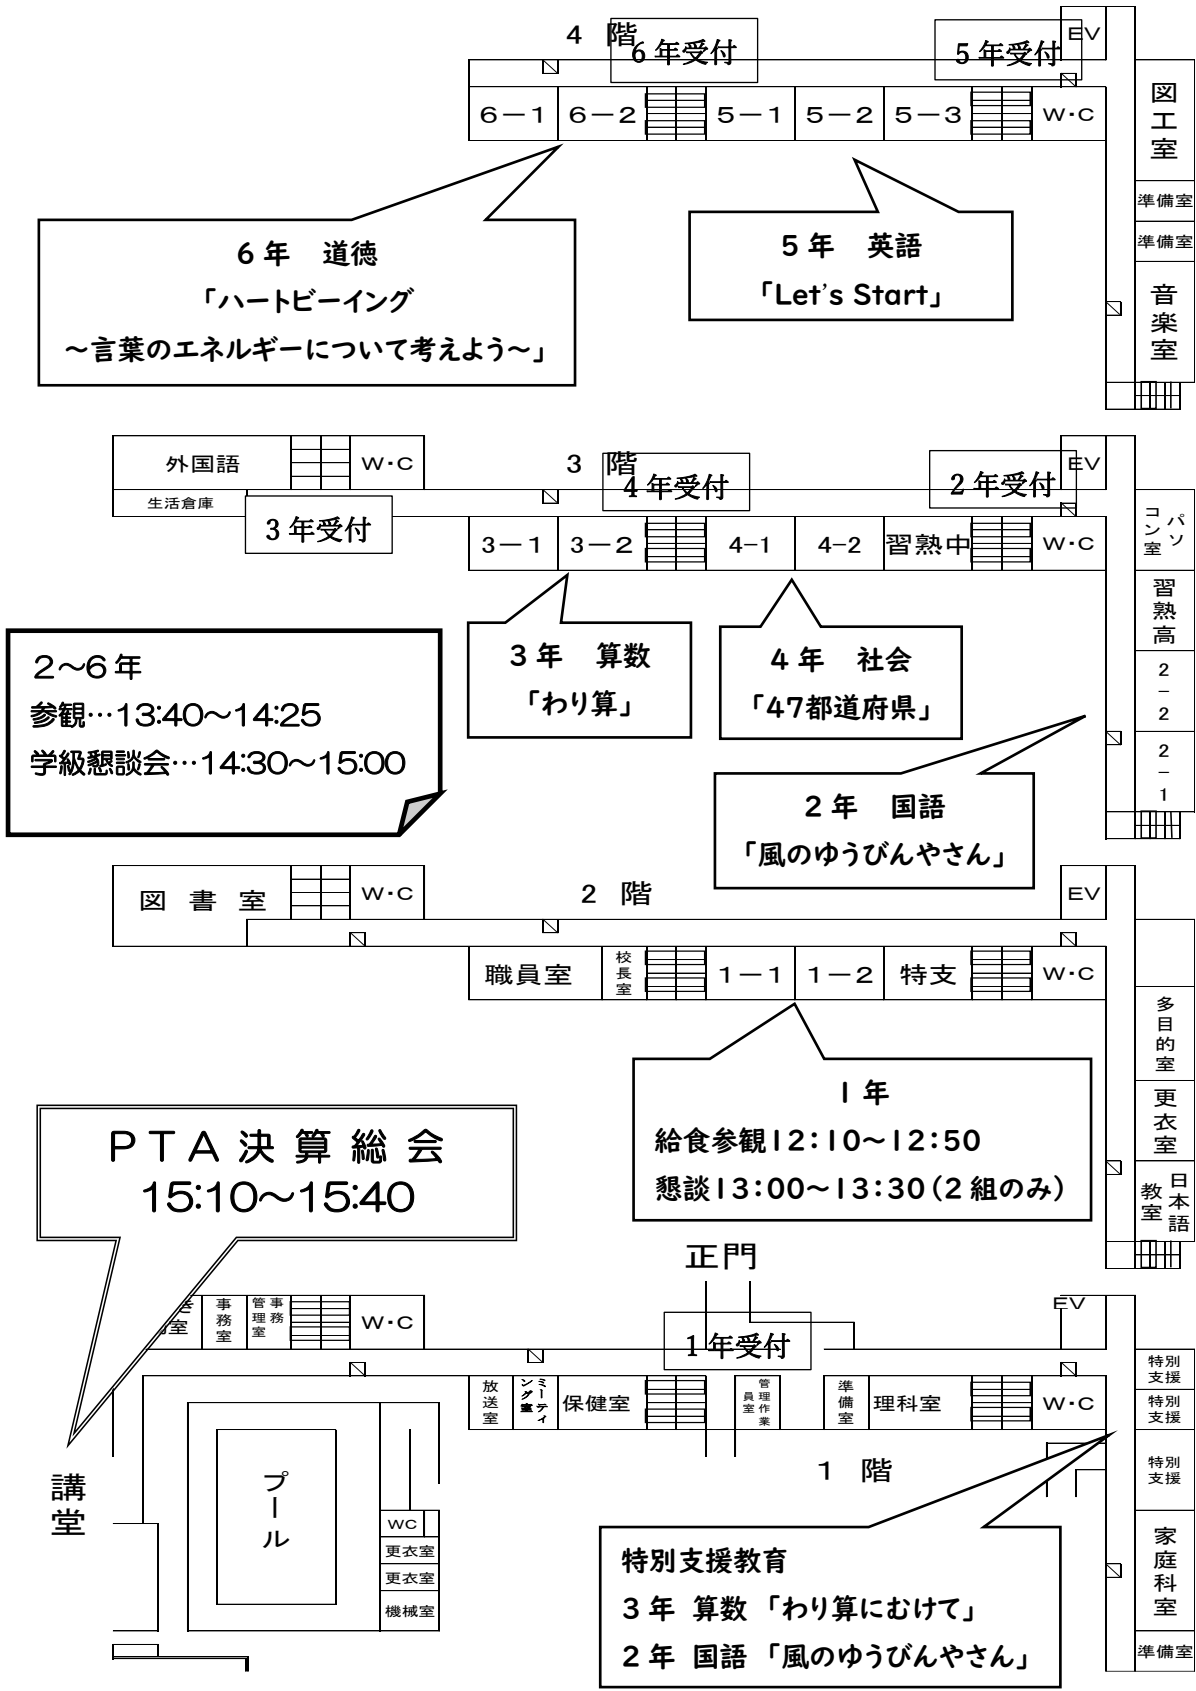 4 階
6 年受付
5 年受付
EV
6－1
6－2
5－1
5－2
5－3
W・C
図工室
準備室
準備室
音楽室
6 年　道徳
「ハートビーイング
～言葉のエネルギーについて考えよう～」
5 年　英語
「Let's Start」
外国語
W・C
生活倉庫
3 階
3 年受付
4 年受付
2 年受付
EV
3－1
3－2
4－1
4－2
習熟中
W・C
パソコン室
習熟高
2－2
2－1
3 年　算数
「わり算」
4 年　社会
「47都道府県」
2 年　国語
「風のゆうびんやさん」
2～6 年
参観…13:40～14:25
学級懇談会…14:30～15:00
図 書 室
W・C
2 階
EV
職員室
校長室
1－1
1－2
特支
W・C
多目的室
更衣室
日本語教室
1 年
給食参観12：10～12：50
懇談13：00～13：30（2 組のみ）
PTA 決 算 総 会
15:10～15:40
正門
事務室
事務管理室
W・C
1 年受付
EV
放送室
ミーティング室
保健室
管理作業員室
準備室
理科室
W・C
特別支援
特別支援
特別支援
家庭科室
準備室
1 階
講堂
プール
WC
更衣室
更衣室
機械室
特別支援教育
3 年 算数 「わり算にむけて」
2 年 国語 「風のゆうびんやさん」